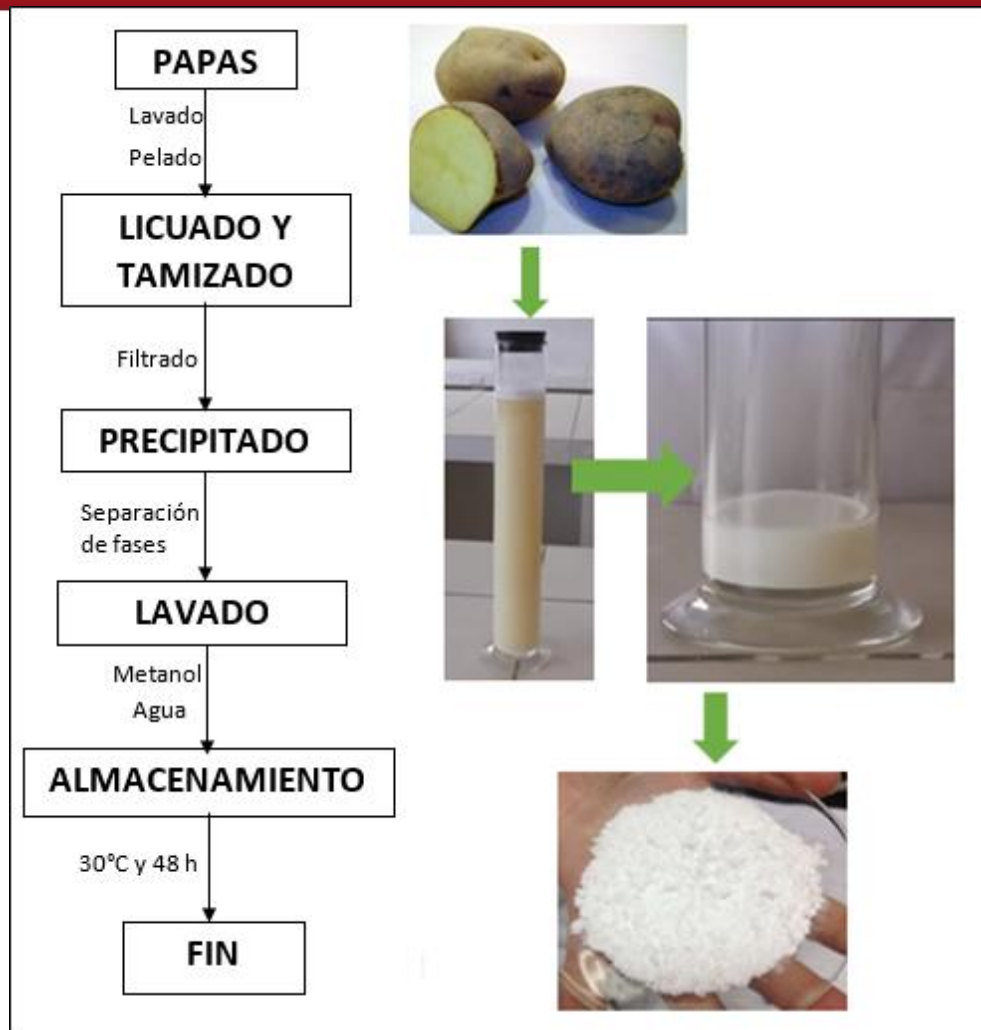 PAPAS
Lavado
Pelado
LICUADO Y
TAMIZADO
Filtrado
PRECIPITADO
Separación
de fases
LAVADO
Metanol
Agua
ALMACENAMIENTO
30°C y 48 h
FIN